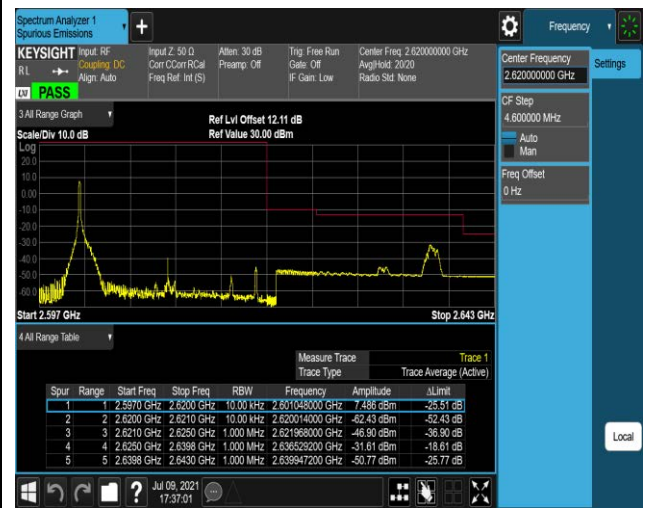 Spectrum Analyzer 1
Spurious Emissions
Frequency
KEYSIGHT
RL
LXI
PASS
Input: RF
Coupling: DC
Align: Auto
Input Z: 50 Ω
Corr CCorr RCal
Freq Ref: Int (S)
Atten: 30 dB
Preamp: Off
Trig: Free Run
Gate: Off
IF Gain: Low
Center Freq: 2.620000000 GHz
Avg|Hold: 20/20
Radio Std: None
Center Frequency
2.620000000 GHz
Settings
CF Step
4.600000 MHz
Auto
Man
Freq Offset
0 Hz
Local
3 All Range Graph
Scale/Div 10.0 dB
Ref Lvl Offset 12.11 dB
Ref Value 30.00 dBm
Log
20.0
10.0
0.00
-10.0
-20.0
-30.0
-40.0
-50.0
-60.0
Start 2.597 GHz
Stop 2.643 GHz
4 All Range Table
Measure Trace Trace 1
Trace Type Trace Average (Active)
Spur Range Start Freq Stop Freq RBW Frequency Amplitude ΔLimit
1 1 2.5970 GHz 2.6200 GHz 10.00 kHz 2.601048000 GHz 7.486 dBm -25.51 dB
2 2 2.6200 GHz 2.6210 GHz 10.00 kHz 2.620014000 GHz -62.43 dBm -52.43 dB
3 3 2.6210 GHz 2.6250 GHz 1.000 MHz 2.621968000 GHz -46.90 dBm -36.90 dB
4 4 2.6250 GHz 2.6398 GHz 1.000 MHz 2.636529200 GHz -31.61 dBm -18.61 dB
5 5 2.6398 GHz 2.6430 GHz 1.000 MHz 2.639947200 GHz -50.77 dBm -25.77 dB
?
Jul 09, 2021
17:37:01